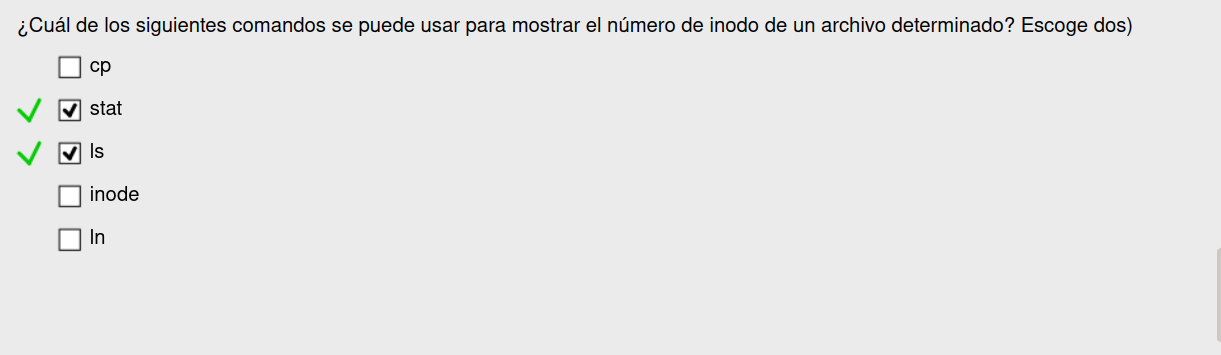 ¿Cuál de los siguientes comandos se puede usar para mostrar el número de inodo de un archivo determinado? Escoge dos)
cp
stat
ls
inode
ln